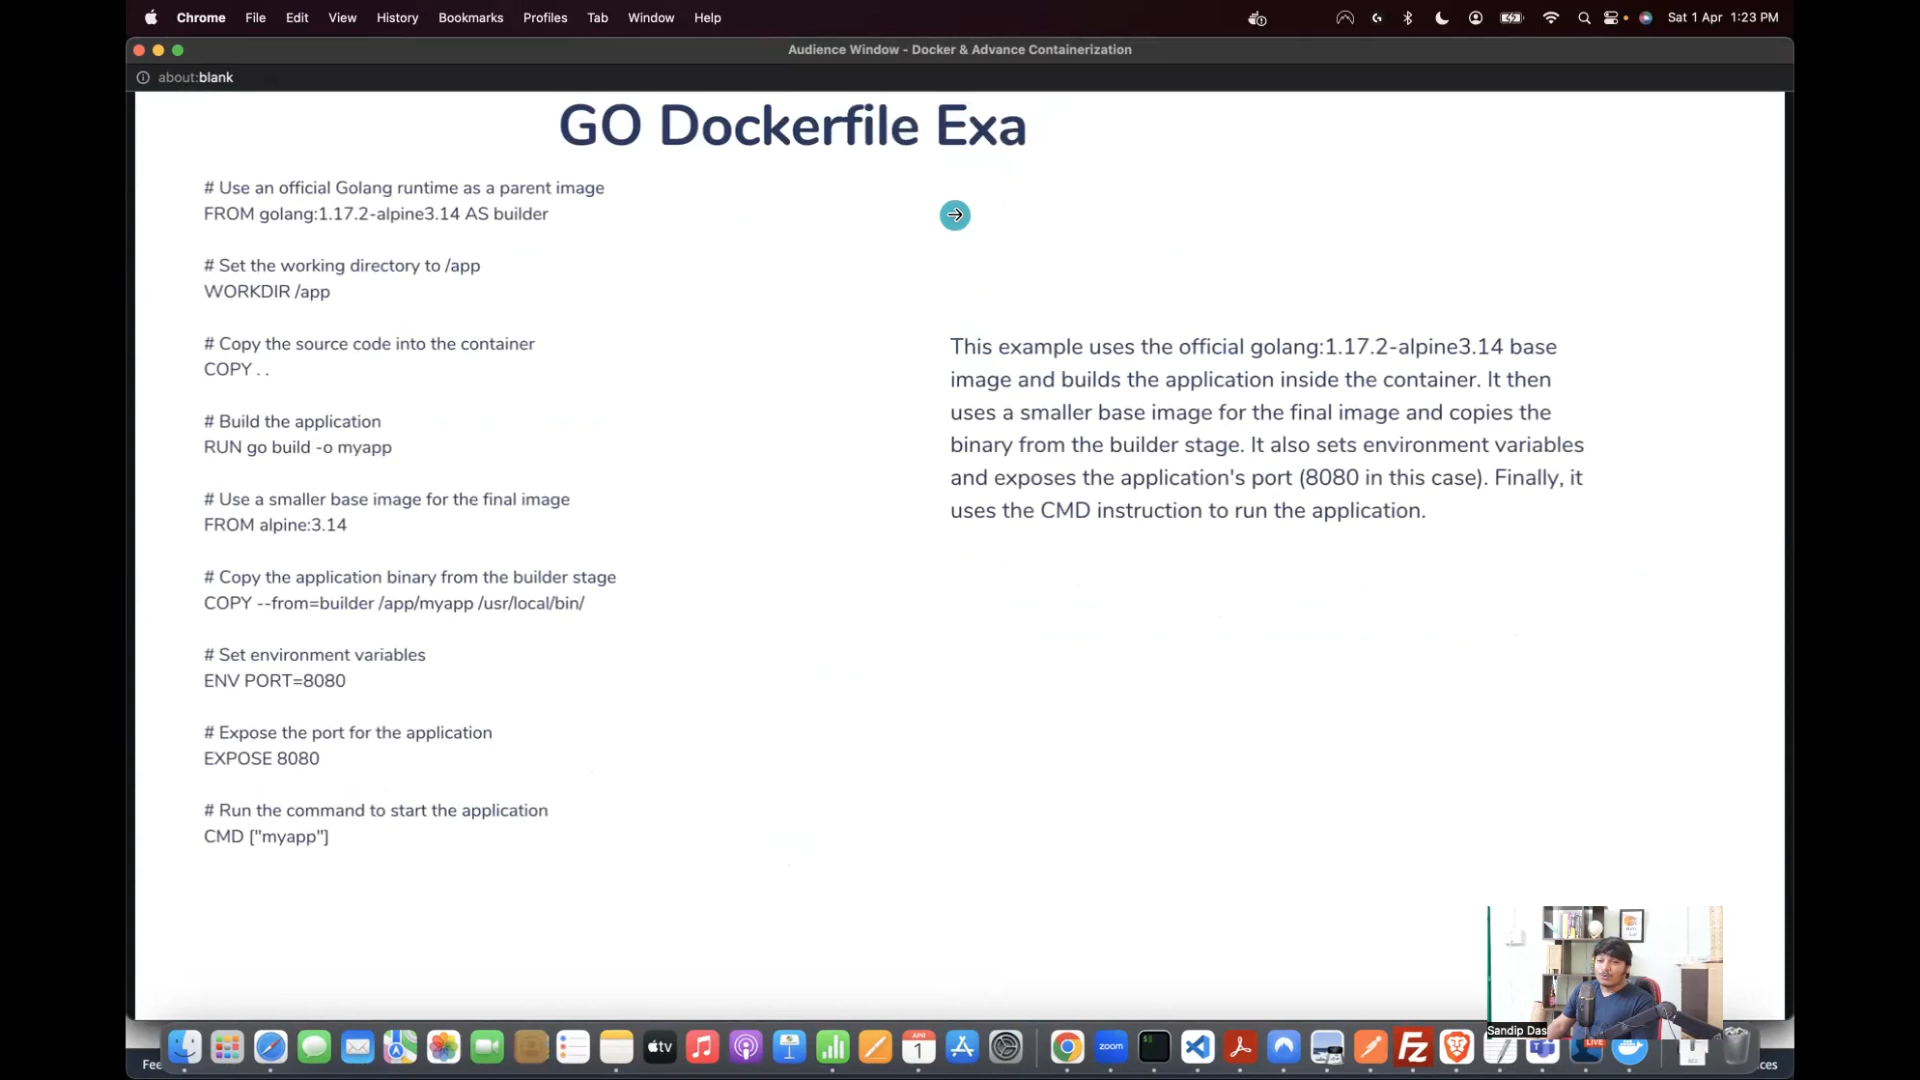 Chrome File Edit View History Bookmarks Profiles Tab Window Help Sat 1 Apr 1:23 PM
Audience Window - Docker & Advance Containerization
about:blank
GO Dockerfile Exa
# Use an official Golang runtime as a parent image
FROM golang:1.17.2-alpine3.14 AS builder
# Set the working directory to /app
WORKDIR /app
# Copy the source code into the container
COPY . .
# Build the application
RUN go build -o myapp
# Use a smaller base image for the final image
FROM alpine:3.14
# Copy the application binary from the builder stage
COPY --from=builder /app/myapp /usr/local/bin/
# Set environment variables
ENV PORT=8080
# Expose the port for the application
EXPOSE 8080
# Run the command to start the application
CMD ["myapp"]
This example uses the official golang:1.17.2-alpine3.14 base
image and builds the application inside the container. It then
uses a smaller base image for the final image and copies the
binary from the builder stage. It also sets environment variables
and exposes the application's port (8080 in this case). Finally, it
uses the CMD instruction to run the application.
Sandip Das
tv
APR
1
zoom
LIVE
Fee
ces